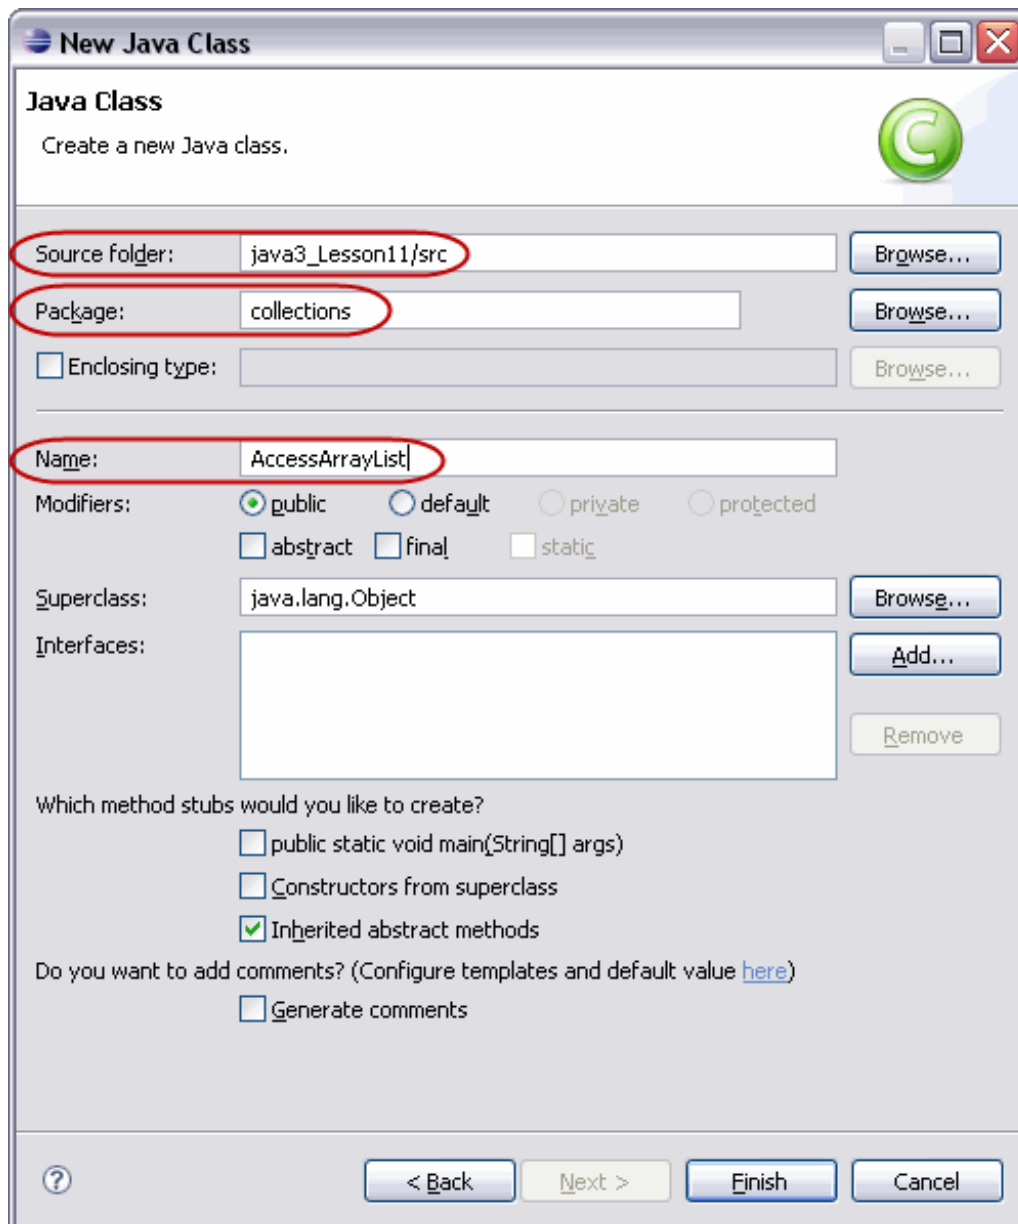 New Java Class
Java Class
Create a new Java class.
C
Source folder: java3_Lesson11/src Browse...
Package: collections Browse...
Enclosing type: Browse...
Name: AccessArrayList
Modifiers: public default private protected
abstract final static
Superclass: java.lang.Object Browse...
Interfaces: Add...
Remove
Which method stubs would you like to create?
public static void main(String[] args)
Constructors from superclass
Inherited abstract methods
Do you want to add comments? (Configure templates and default value here)
Generate comments
? < Back Next > Finish Cancel